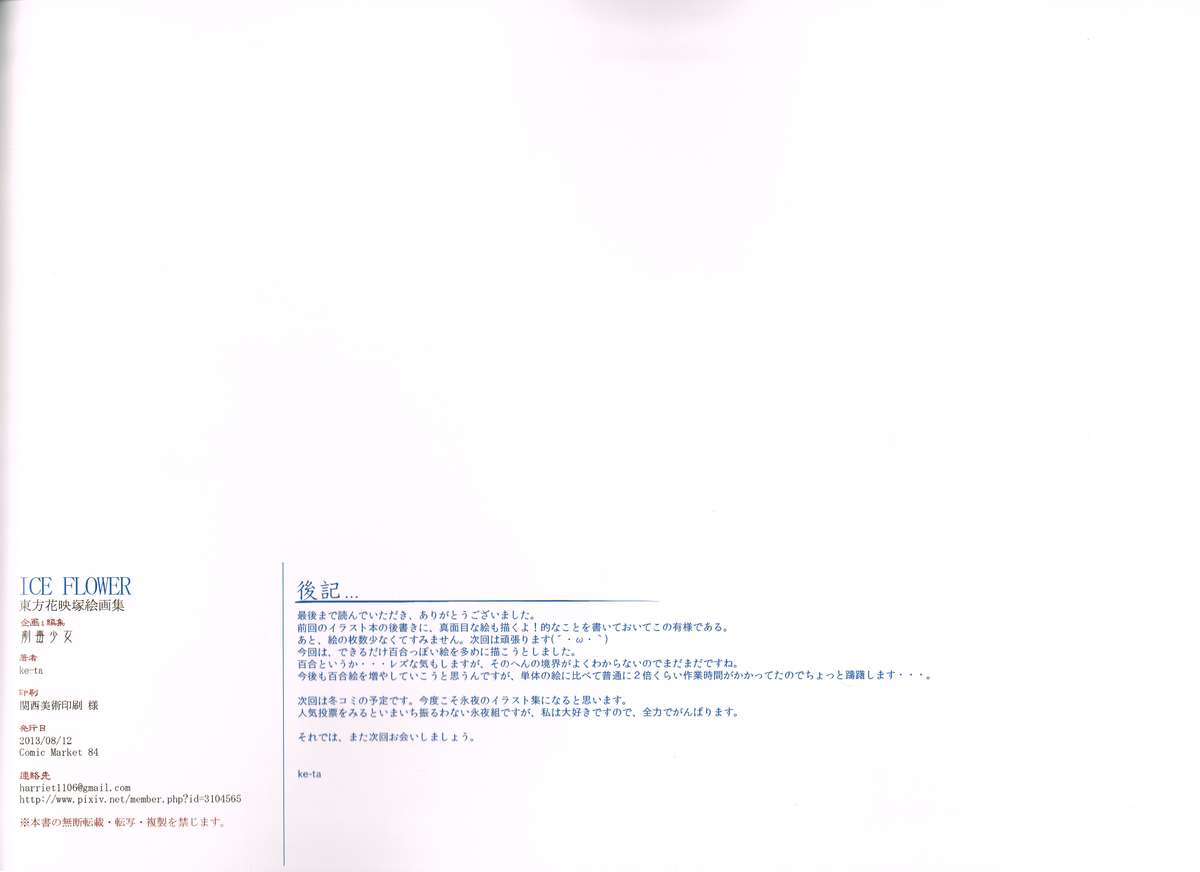 ICE FLOWER
東方花映塚絵画集
企画；編集
劇毒少女
著者
ke-ta
印刷
関西美術印刷 様
発行日
2013/08/12
Comic Market 84
連絡先
harriet1106@gmail.com
http://www.pixiv.net/member.php?id=3104565
※本書の無断転載・転写・複製を禁じます。
後記...
最後まで読んでいただき、ありがとうございました。
前回のイラスト本の後書きに、真面目な絵も描くよ！的なことを書いておいてこの有様である。
あと、絵の枚数少なくてすみません。次回は頑張ります(´・ω・`)
今回は、できるだけ百合っぽい絵を多めに描こうとしました。
百合というか・・・レズな気もしますが、そのへんの境界がよくわからないのでまだまだですね。
今後も百合絵を増やしていこうと思うんですが、単体の絵に比べて普通に２倍くらい作業時間がかかってたのでちょっと躊躇します・・・。
次回は冬コミの予定です。今度こそ永夜のイラスト集になると思います。
人気投票をみるといまいち振るわない永夜組ですが、私は大好きですので、全力でがんばります。
それでは、また次回お会いしましょう。
ke-ta